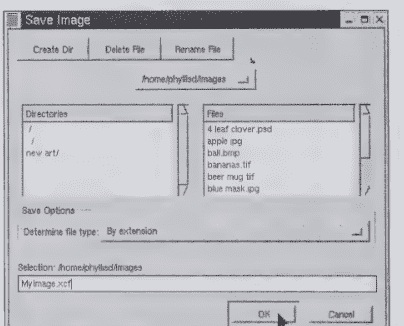 Save Image
Create Dir Delete File Rename File
/home/phyllisd/images
Directories
/
/
new art/
Files
4 leaf clover.psd
apple.jpg
ball.bmp
bananas.tif
beer mug.tif
blue mask.jpg
Save Options
Determine file type: By extension
Selection: /home/phyllisd/images
MyImage.xcf
OK Cancel